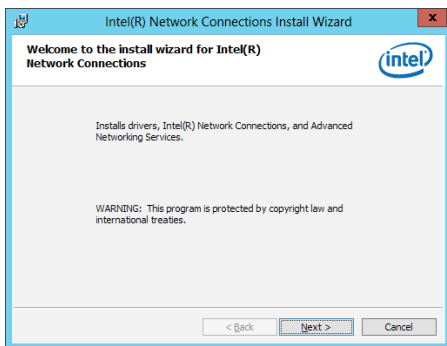 Intel(R) Network Connections Install Wizard
x
Welcome to the install wizard for Intel(R)
Network Connections
intel
Installs drivers, Intel(R) Network Connections, and Advanced
Networking Services.
WARNING: This program is protected by copyright law and
international treaties.
< Back
Next >
Cancel